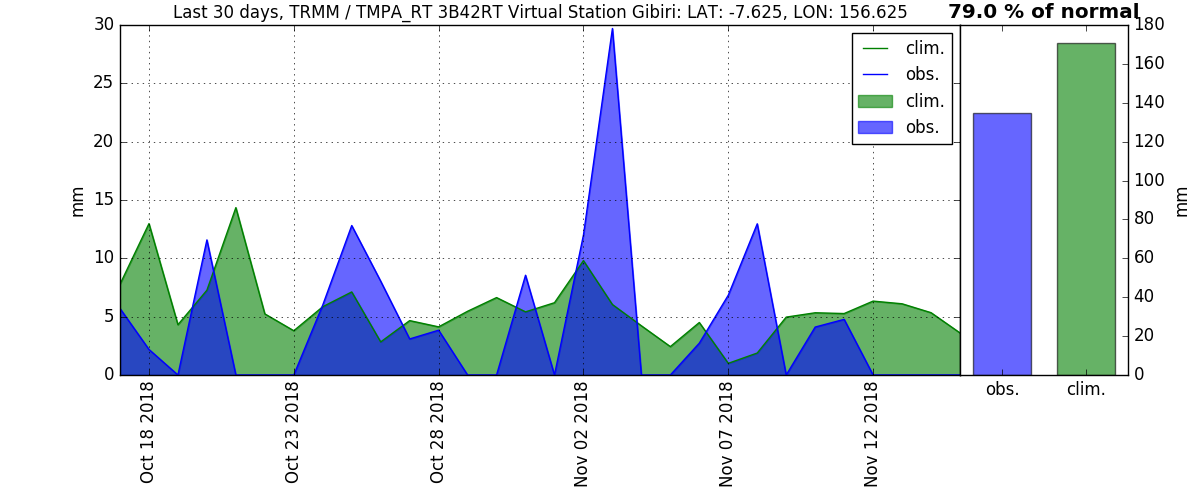 Last 30 days, TRMM / TMPA_RT 3B42RT Virtual Station Gibiri: LAT: -7.625, LON: 156.625
79.0 % of normal
30
25
20
15
10
5
0
mm
clim.
obs.
clim.
obs.
Oct 18 2018
Oct 23 2018
Oct 28 2018
Nov 02 2018
Nov 07 2018
Nov 12 2018
180
160
140
120
100
80
60
40
20
0
mm
obs.
clim.